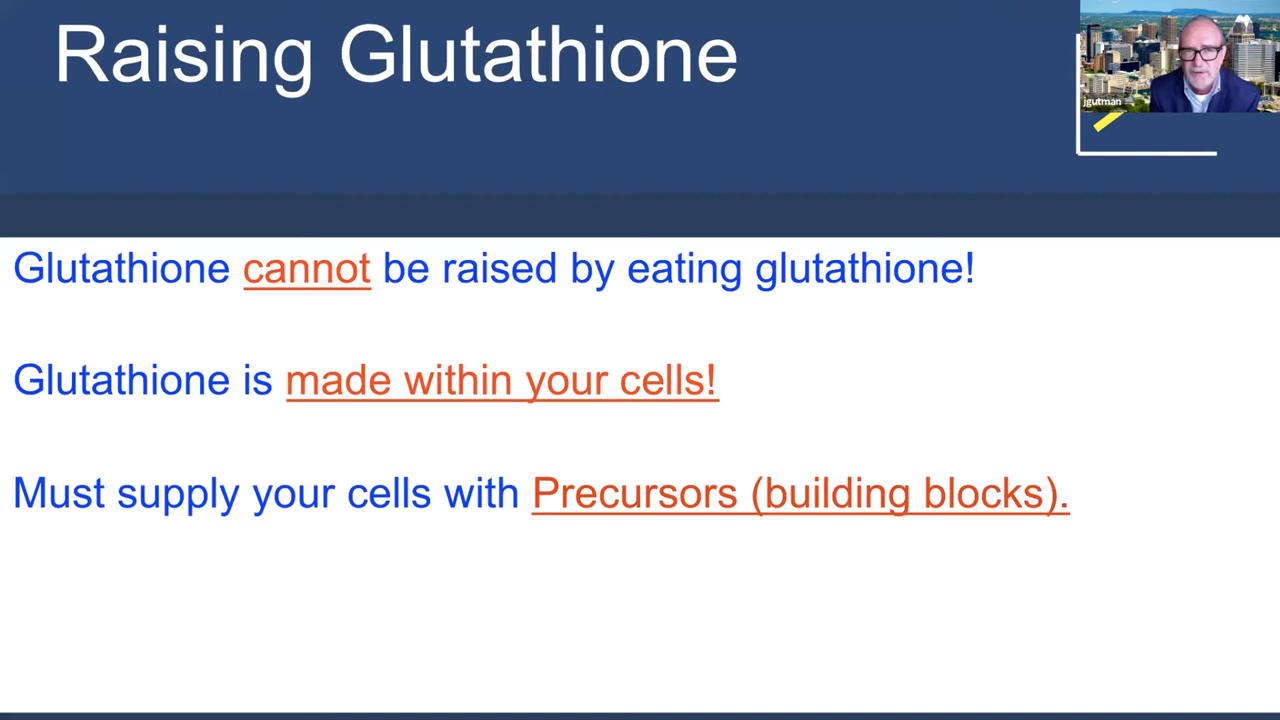 Raising Glutathione
jgutman
Glutathione cannot be raised by eating glutathione!
Glutathione is made within your cells!
Must supply your cells with Precursors (building blocks).